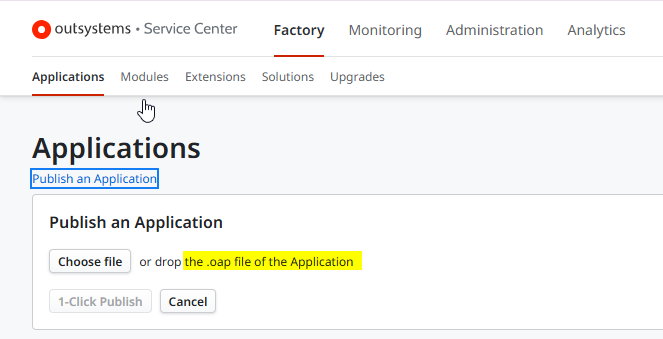 outsystems • Service Center Factory Monitoring Administration Analytics
Applications Modules Extensions Solutions Upgrades
Applications
Publish an Application
Publish an Application
Choose file or drop the .oap file of the Application
1-Click Publish Cancel